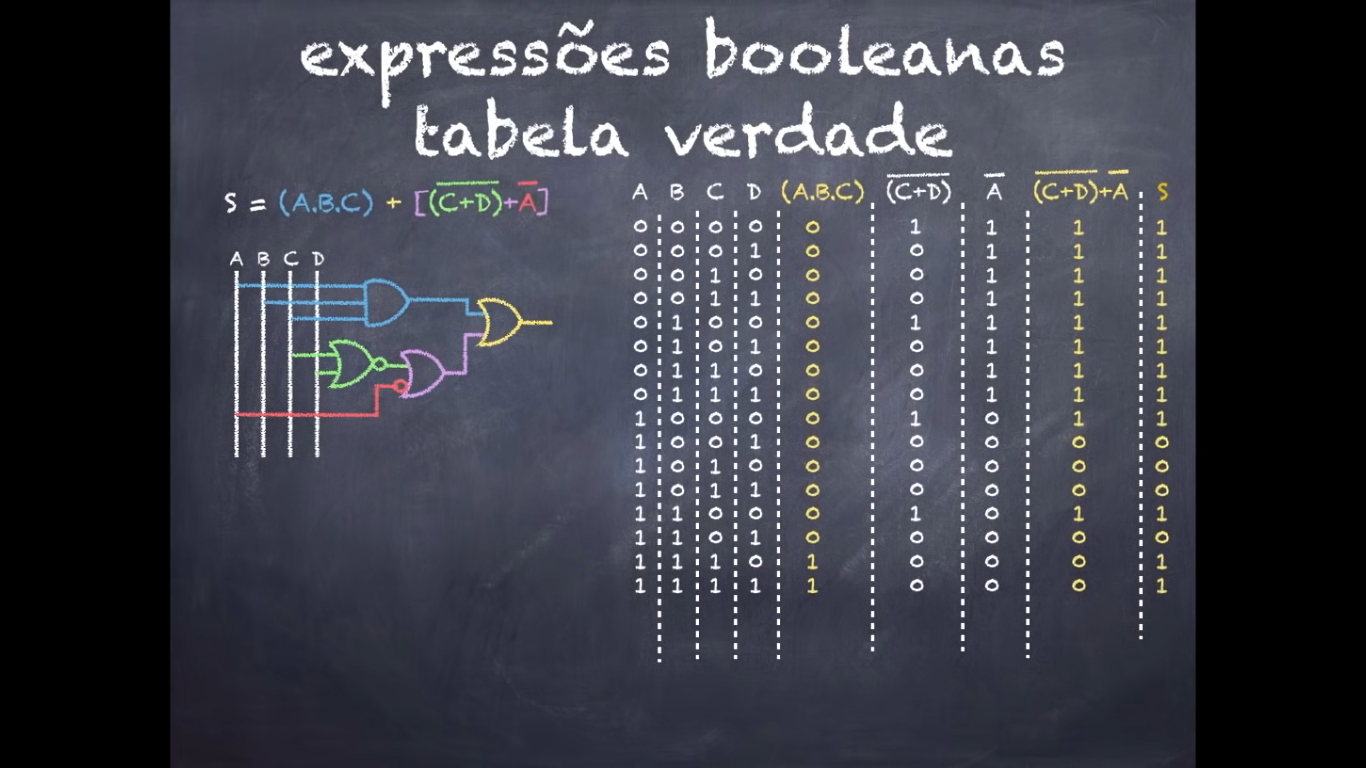 expressões booleanas
tabela verdade
S = (A.B.C) + [(C̅+̅D̅)+A̅]
A B C D
A B C D (A.B.C) (̅C̅+̅D̅)̅ A̅ (̅C̅+̅D̅)̅+A̅ S
0 0 0 0 0 1 1 1 1
0 0 0 1 0 0 1 1 1
0 0 1 0 0 0 1 1 1
0 0 1 1 0 0 1 1 1
0 1 0 0 0 1 1 1 1
0 1 0 1 0 0 1 1 1
0 1 1 0 0 0 1 1 1
0 1 1 1 0 0 1 1 1
1 0 0 0 0 1 0 1 1
1 0 0 1 0 0 0 0 0
1 0 1 0 0 0 0 0 0
1 0 1 1 0 0 0 0 0
1 1 0 0 0 1 0 1 1
1 1 0 1 0 0 0 0 0
1 1 1 0 1 0 0 0 1
1 1 1 1 1 0 0 0 1